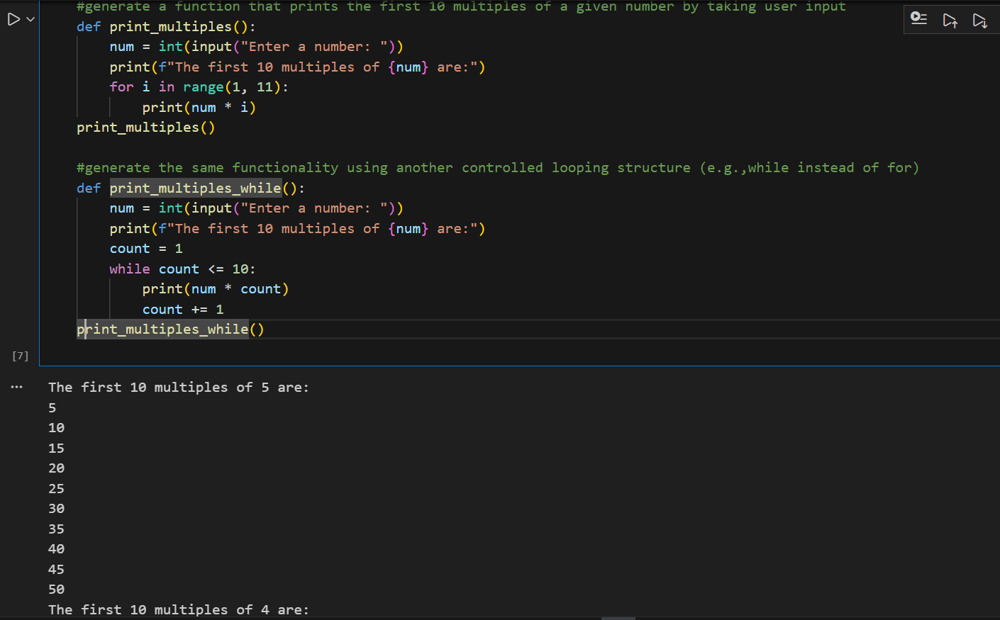 #generate a function that prints the first 10 multiples of a given number by taking user input
def print_multiples():
    num = int(input("Enter a number: "))
    print(f"The first 10 multiples of {num} are:")
    for i in range(1, 11):
        print(num * i)
print_multiples()

#generate the same functionality using another controlled looping structure (e.g.,while instead of for)
def print_multiples_while():
    num = int(input("Enter a number: "))
    print(f"The first 10 multiples of {num} are:")
    count = 1
    while count <= 10:
        print(num * count)
        count += 1
print_multiples_while()
[7]
The first 10 multiples of 5 are:
5
10
15
20
25
30
35
40
45
50
The first 10 multiples of 4 are: